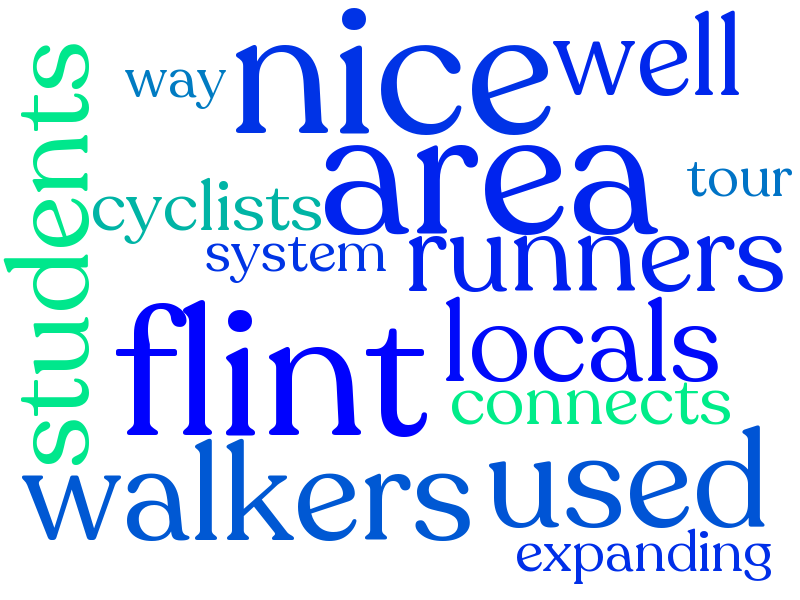 nice
well
way
students
area
tour
cyclists
runners
system
flint
locals
connects
walkers
used
expanding